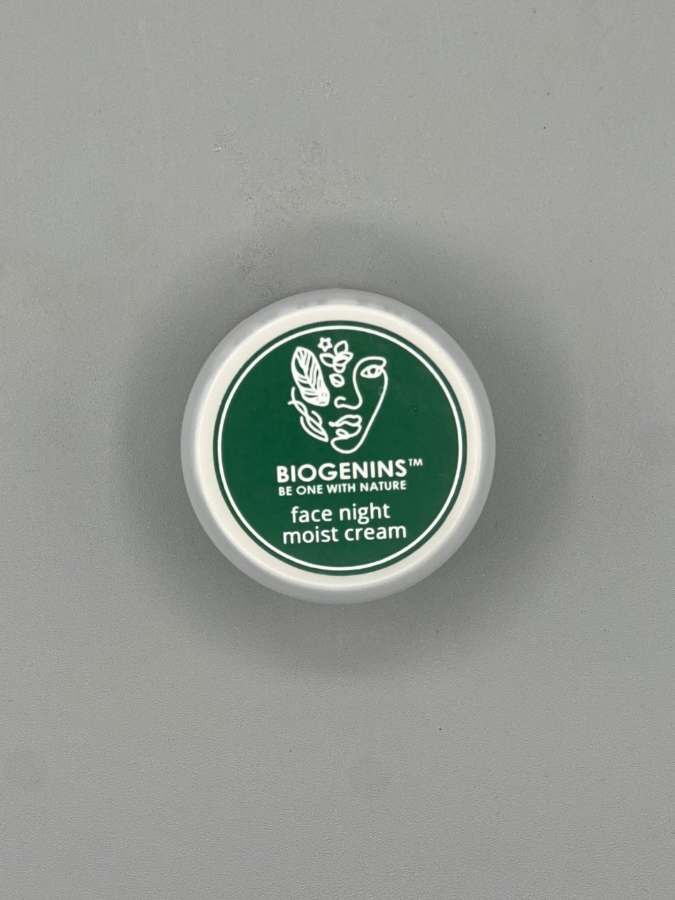 BIOGENINS™
BE ONE WITH NATURE
face night
moist cream